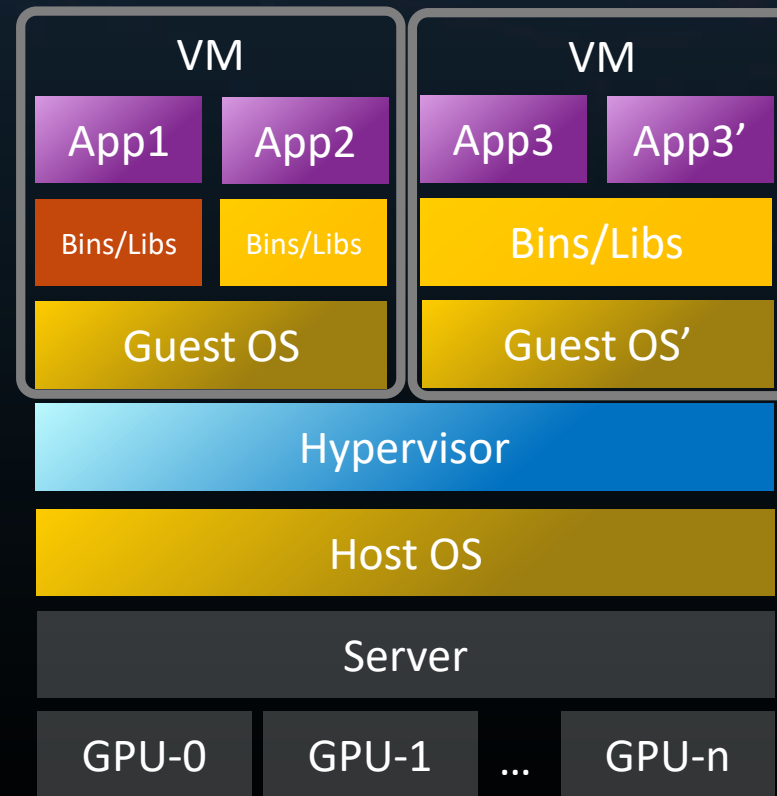 VM
VM
App1
App2
App3
App3’
Bins/Libs
Bins/Libs
Bins/Libs
Guest OS
Guest OS’
Hypervisor
Host OS
Server
GPU-0
GPU-1
...
GPU-n